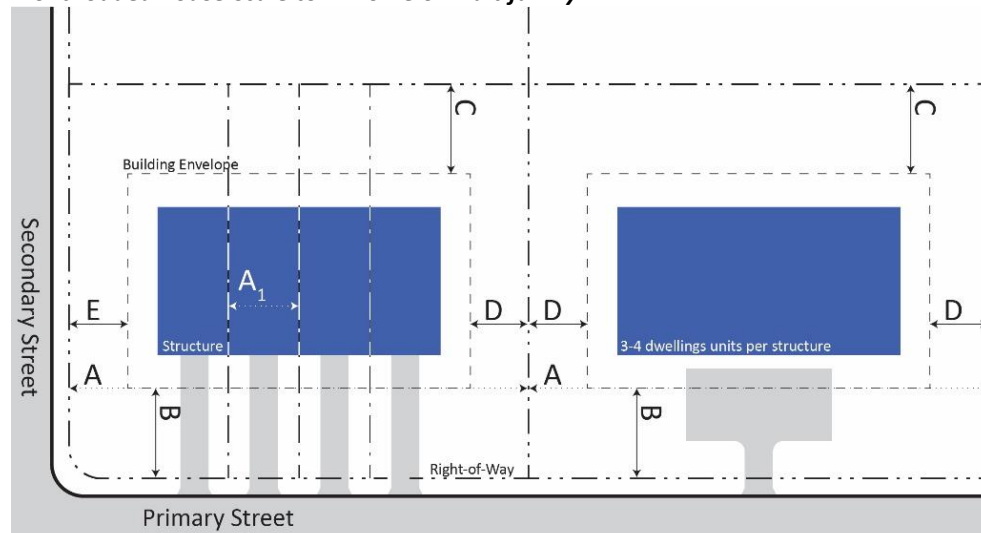 C
C
Building Envelope
Secondary Street
A1
E
D
D
D
Structure
3-4 dwellings units per structure
A
A
B
B
Right-of-Way
Primary Street